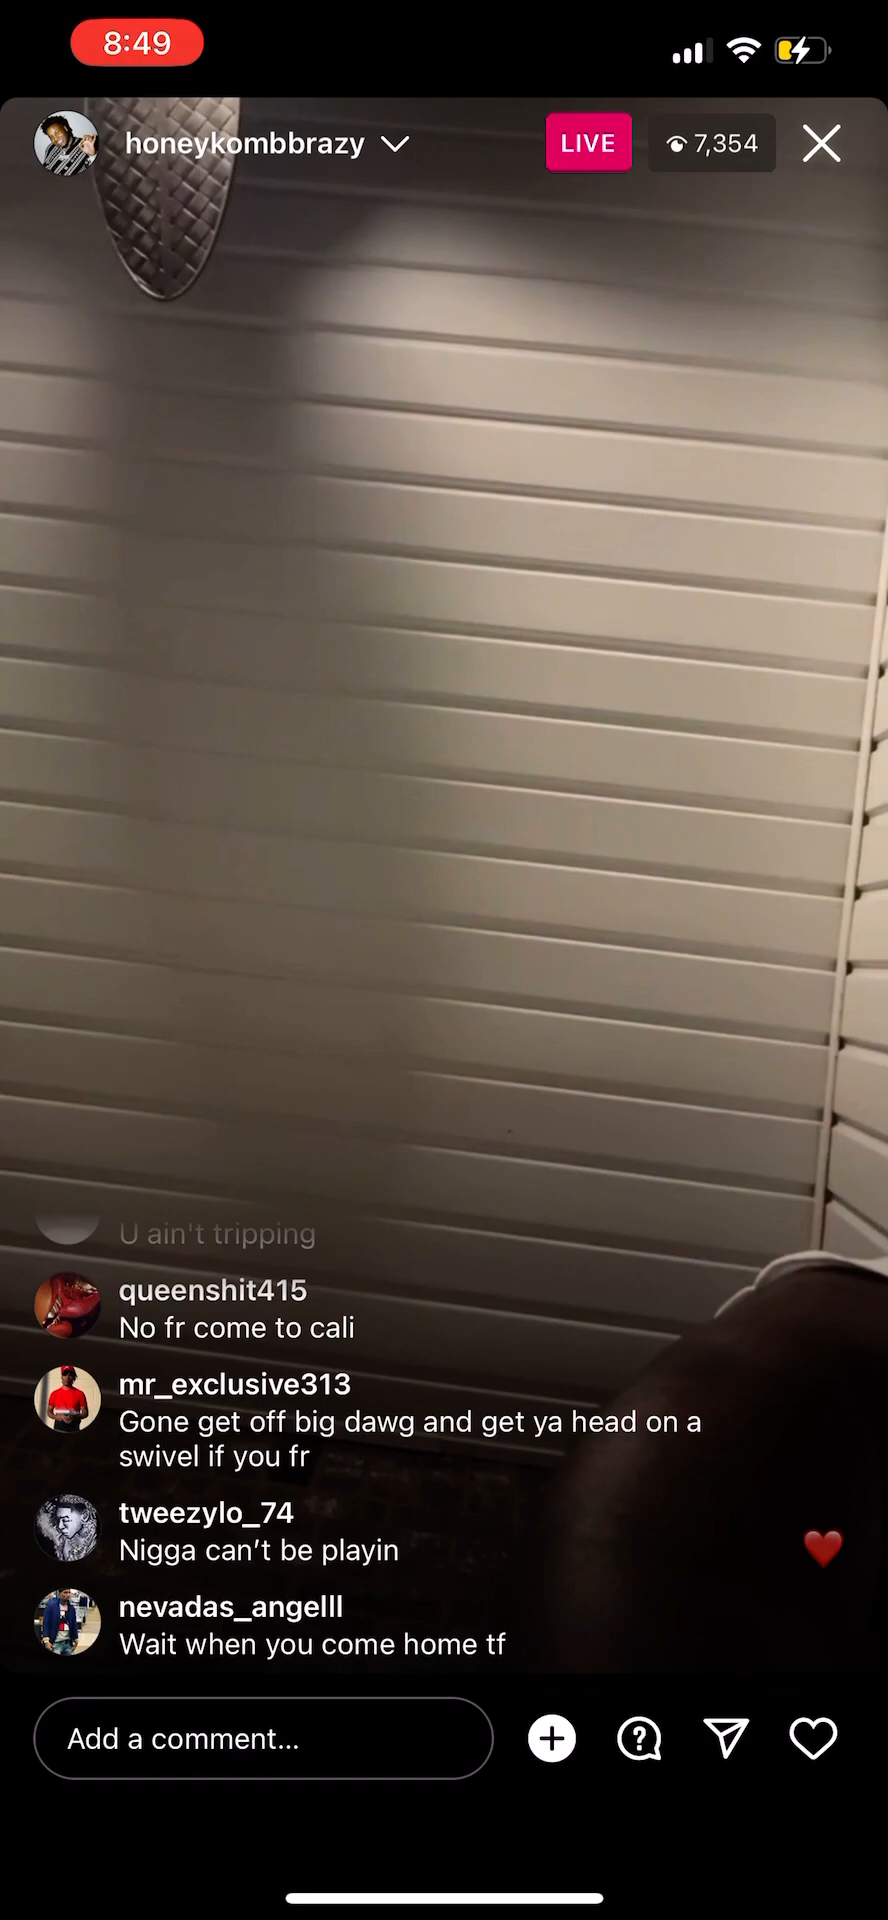 8:49
honeykombbrazy
LIVE
7,354
U ain't tripping
queenshit415
No fr come to cali
mr_exclusive313
Gone get off big dawg and get ya head on a
swivel if you fr
tweezylo_74
Nigga can’t be playin
nevadas_angelll
Wait when you come home tf
Add a comment...